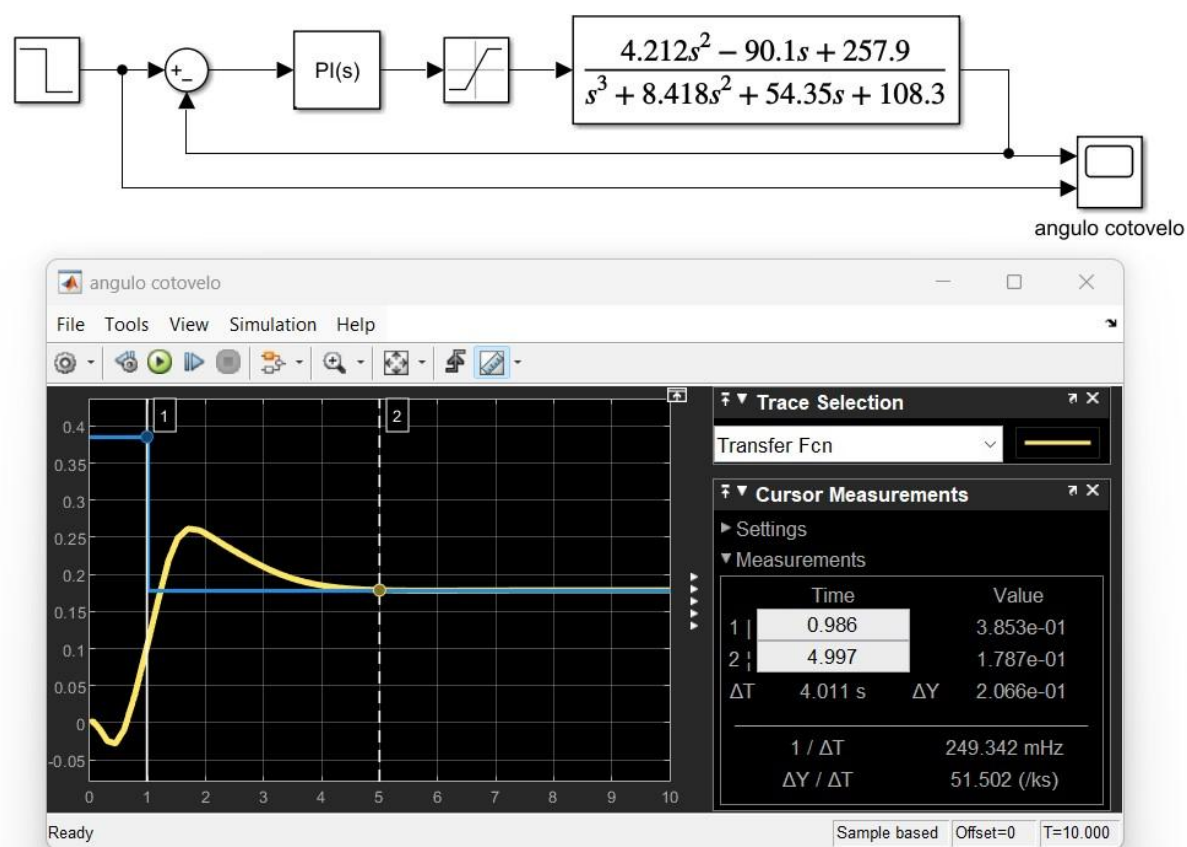 +
−
PI(s)
4.212s² − 90.1s + 257.9
s³ + 8.418s² + 54.35s + 108.3
angulo cotovelo
angulo cotovelo
File Tools View Simulation Help
Trace Selection
Transfer Fcn
Cursor Measurements
Settings
Measurements
Time Value
1 | 0.986 3.853e-01
2 ¦ 4.997 1.787e-01
ΔT 4.011 s ΔY 2.066e-01
1 / ΔT 249.342 mHz
ΔY / ΔT 51.502 (/ks)
1 2
0.4
0.35
0.3
0.25
0.2
0.15
0.1
0.05
0
-0.05
0 1 2 3 4 5 6 7 8 9 10
Ready Sample based Offset=0 T=10.000